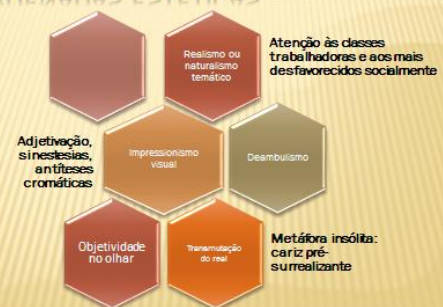 Realismo ou
naturalismo
temático
Atenção às classes
trabalhadoras e aos mais
desfavorecidos socialmente
Adjetivação,
sinestesias,
antíteses
cromáticas
Impressionismo
visual
Deambulismo
Objetividade
no olhar
Transmutação
do real
Metáfora insólita:
cariz pré-
surrealizante